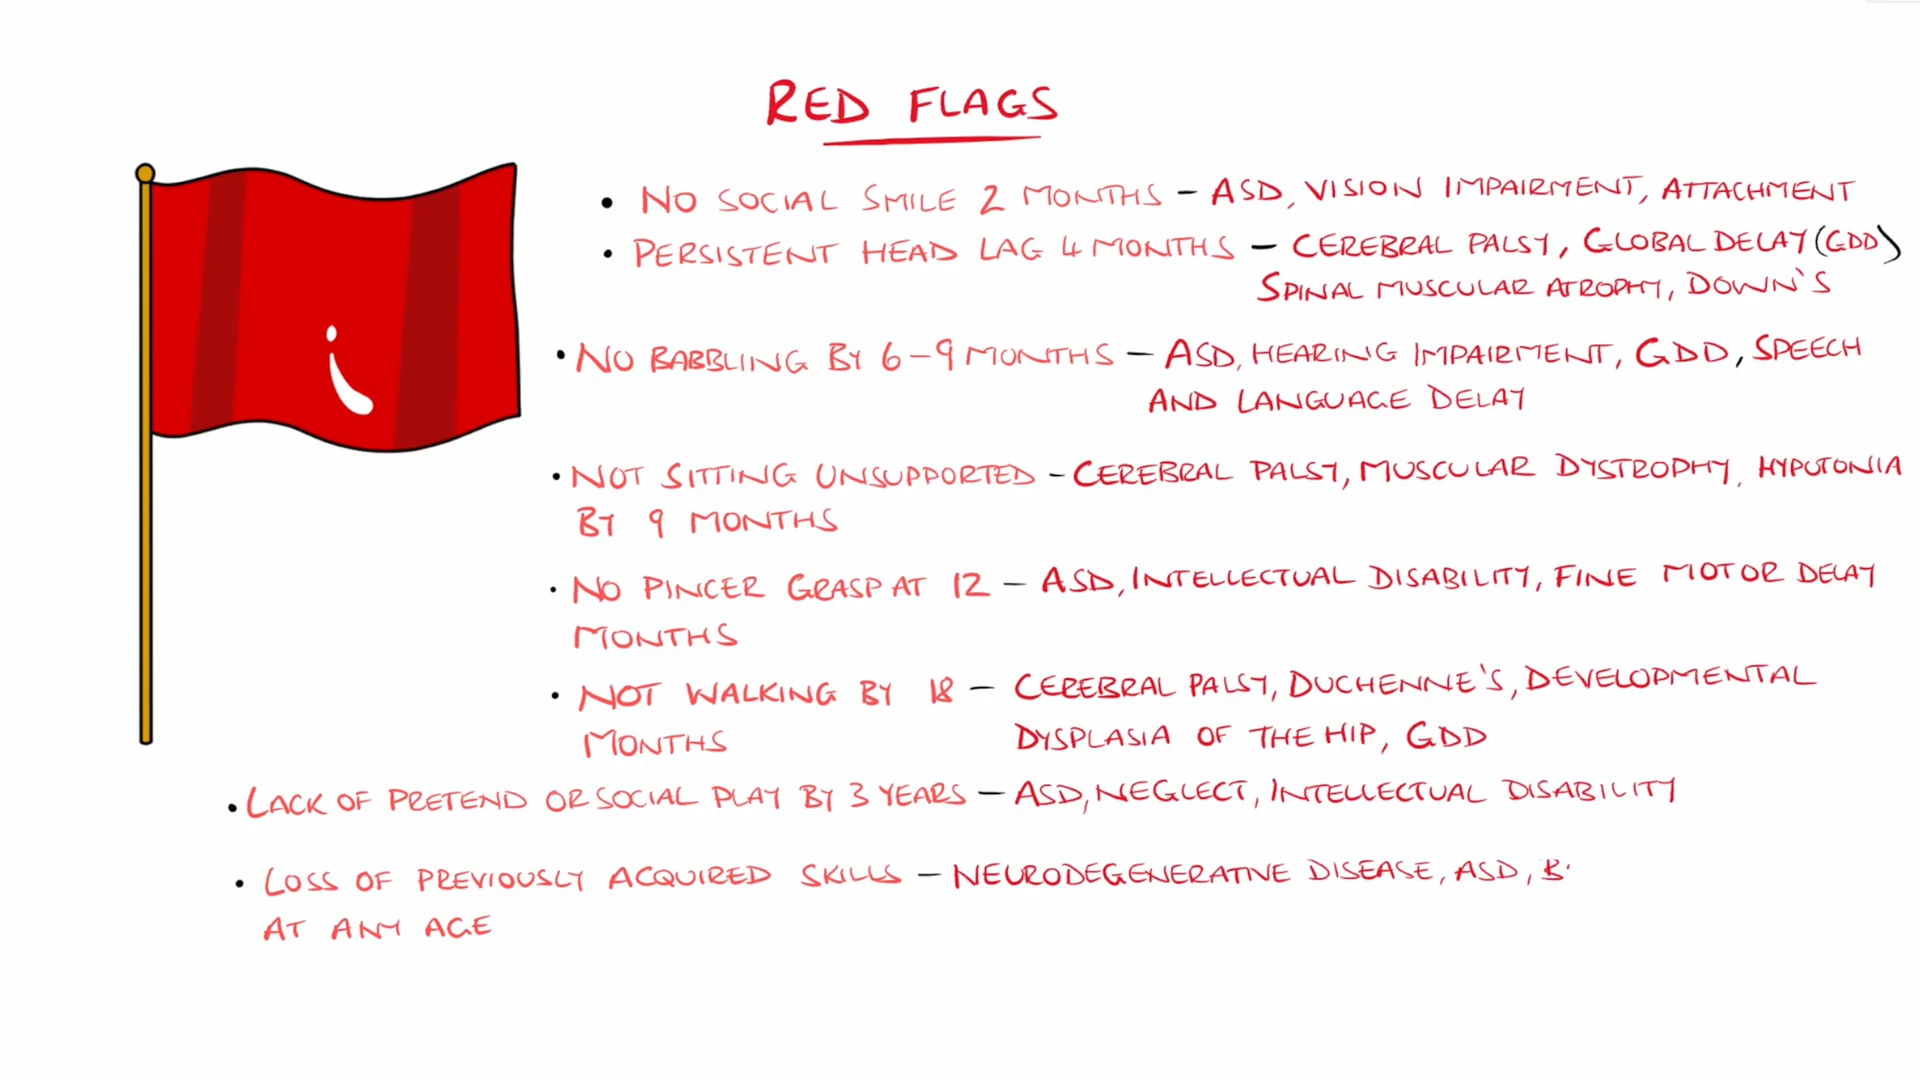 RED FLAGS
• NO SOCIAL SMILE 2 MONTHS – ASD, VISION IMPAIRMENT, ATTACHMENT
• PERSISTENT HEAD LAG 4 MONTHS – CEREBRAL PALSY, GLOBAL DELAY (GDD)
SPINAL MUSCULAR ATROPHY, DOWN'S
• NO BABBLING BY 6-9 MONTHS – ASD, HEARING IMPAIRMENT, GDD, SPEECH
AND LANGUAGE DELAY
• NOT SITTING UNSUPPORTED – CEREBRAL PALSY, MUSCULAR DYSTROPHY, HYPOTONIA
BY 9 MONTHS
• NO PINCER GRASP AT 12 – ASD, INTELLECTUAL DISABILITY, FINE MOTOR DELAY
MONTHS
• NOT WALKING BY 18 – CEREBRAL PALSY, DUCHENNE'S, DEVELOPMENTAL
MONTHS DYSPLASIA OF THE HIP, GDD
• LACK OF PRETEND OR SOCIAL PLAY BY 3 YEARS – ASD, NEGLECT, INTELLECTUAL DISABILITY
• LOSS OF PREVIOUSLY ACQUIRED SKILLS – NEURODEGENERATIVE DISEASE, ASD,
AT ANY AGE